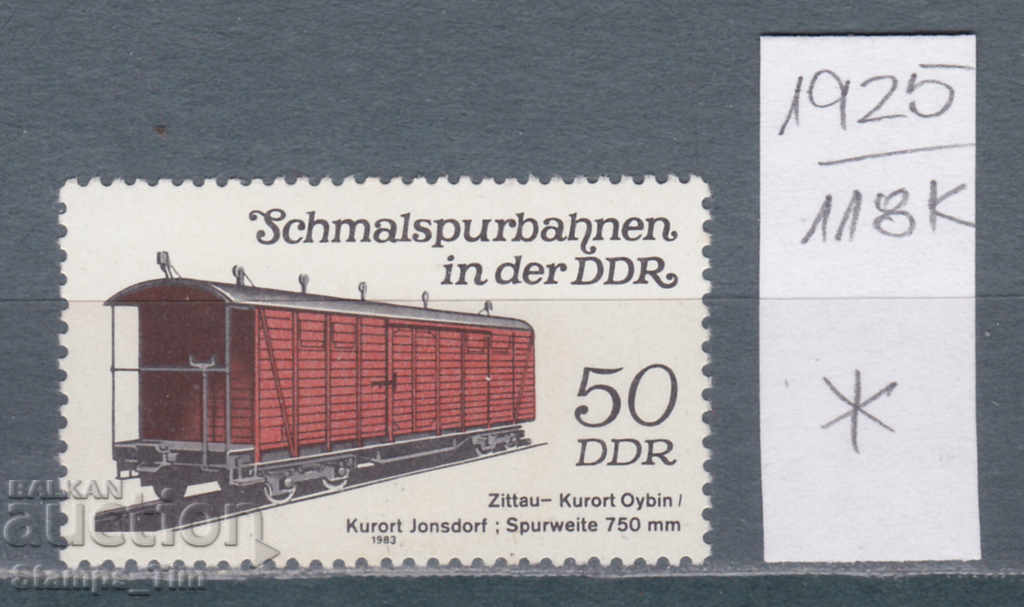 Schmalspurbahnen
in der DDR
50
DDR
Zittau– Kurort Oybin /
Kurort Jonsdorf ; Spurweite 750 mm
1983
1925
118K
*
BALKAN
auction
Stamps_Tim